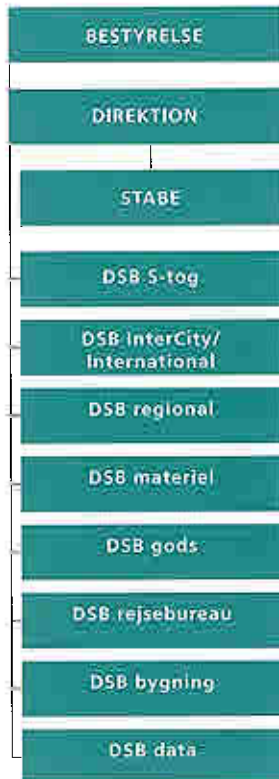 BESTYRELSE
DIREKTION
STABE
DSB S-tog
DSB InterCity/
International
DSB regional
DSB materiel
DSB gods
DSB rejsebureau
DSB bygning
DSB data